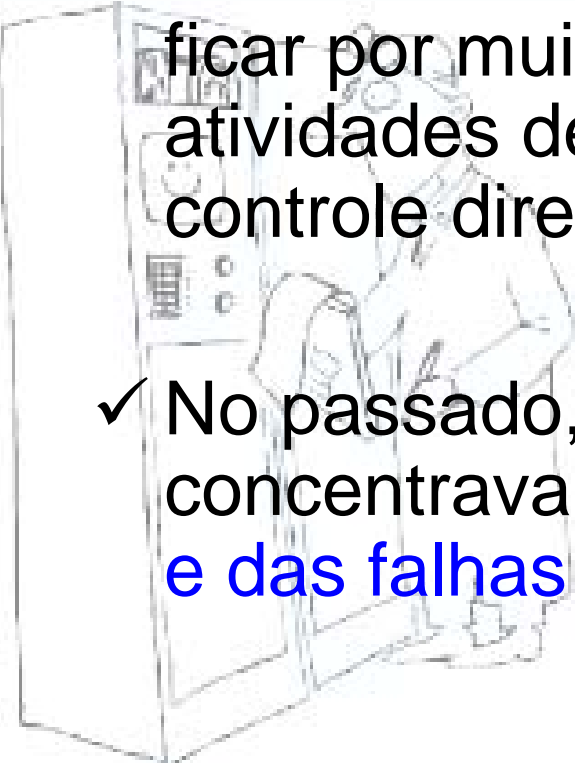 ficar por mui
atividades de
controle dire
✓ No passado,
concentrava
e das falhas